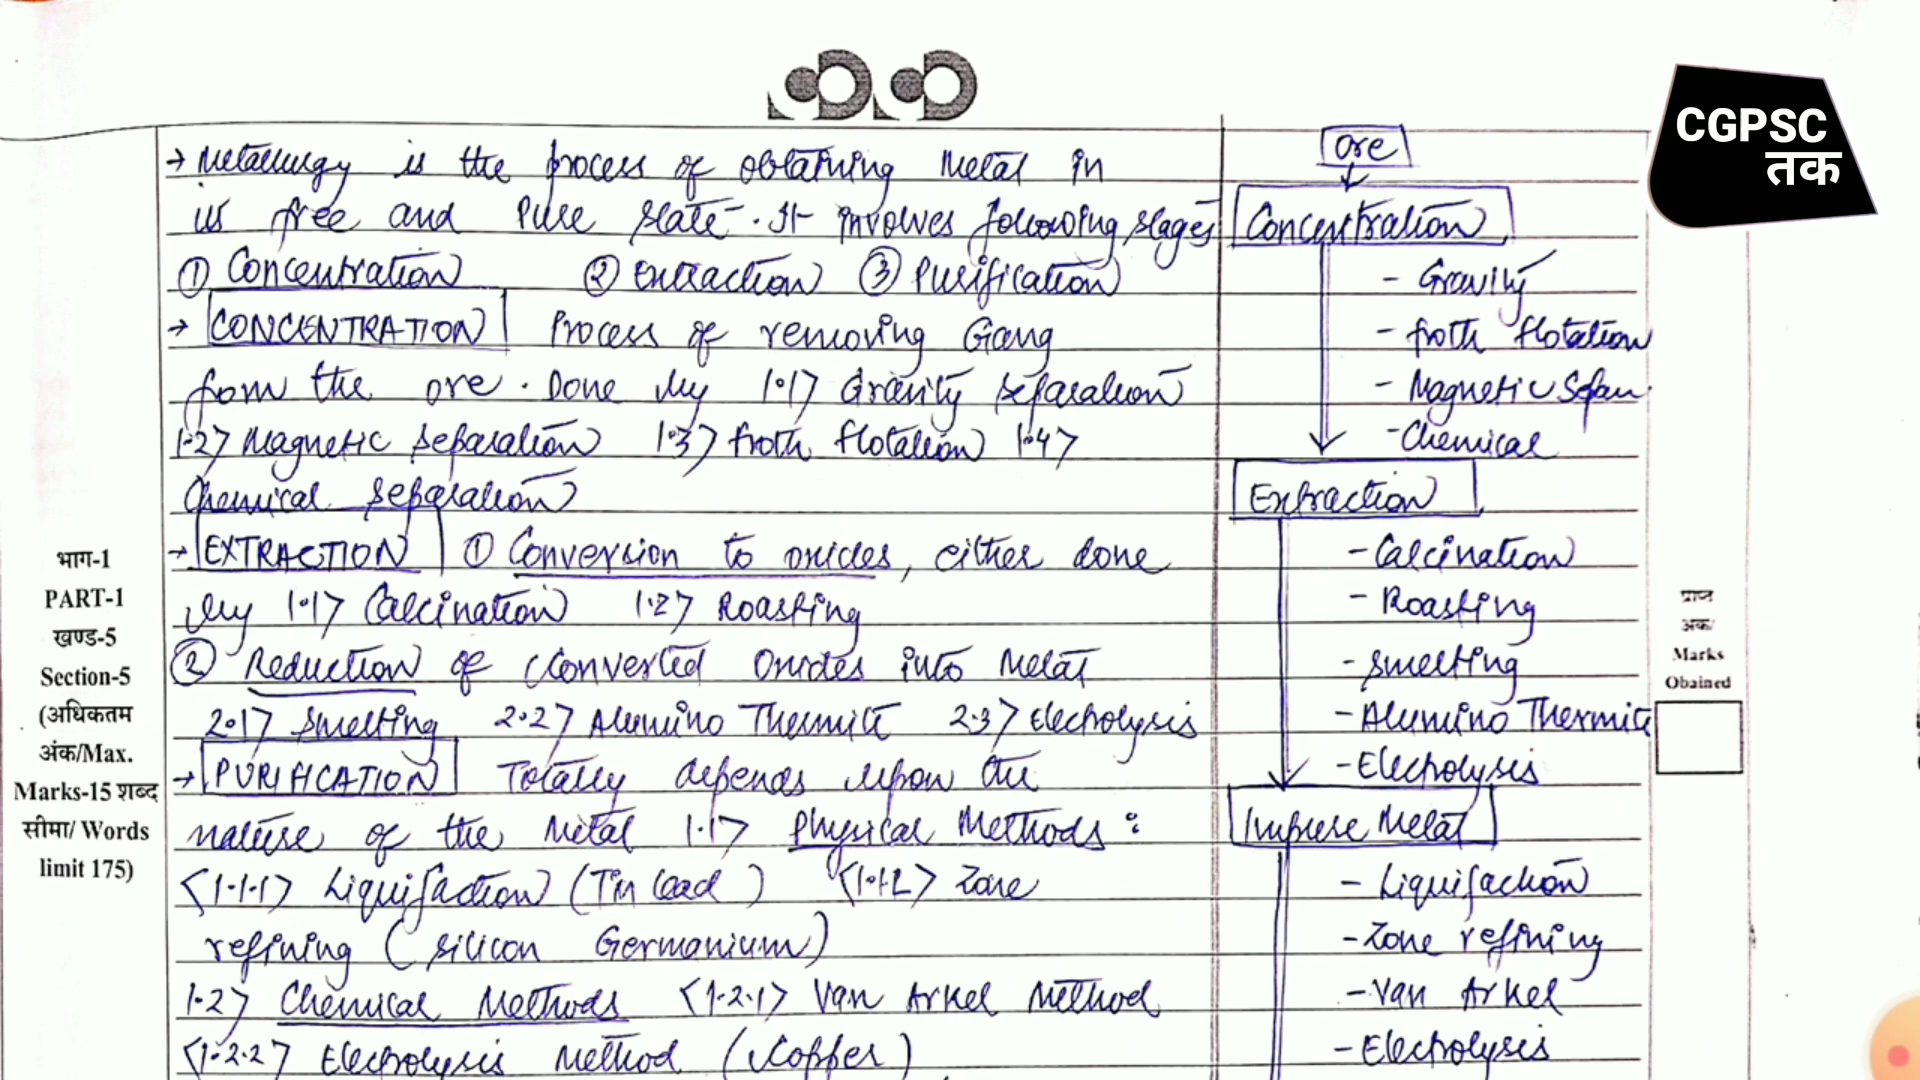 CGPSC
तक
→ Metallurgy is the process of obtaining Metal in
its free and Pure state. It involves following stages
① Concentration ② Extraction ③ Purification
→ CONCENTRATION Process of removing Gang
from the ore. Done by 1.1> Gravity separation
1.2> Magnetic separation 1.3> froth flotation 1.4>
Chemical separation
→ EXTRACTION ① Conversion to oxides, either done
by 1.1> Calcination 1.2> Roasting
② Reduction of Converted Oxides into Metal
2.1> Smelting 2.2> Alumino Thermite 2.3> Electrolysis
→ PURIFICATION Totally depends upon the
nature of the Metal 1.1> Physical Methods:
<1.1.1> Liquifaction (Tin lead) <1.1.2> Zone
refining (silicon Germanium)
1.2> Chemical Methods <1.2.1> Van Arkel Method
<1.2.2> Electrolysis Method (Copper)
Ore
Concentration
- Gravity
- froth flotation
- Magnetic Separ.
- Chemical
Extraction
- Calcination
- Roasting
- Smelting
- Alumino Thermite
- Electrolysis
Impure Metal
- Liquifaction
- Zone refining
- Van Arkel
- Electrolysis
भाग-1
PART-1
खण्ड-5
Section-5
(अधिकतम
अंक/Max.
Marks-15 शब्द
सीमा/ Words
limit 175)
प्राप्त
अंक/
Marks
Obained